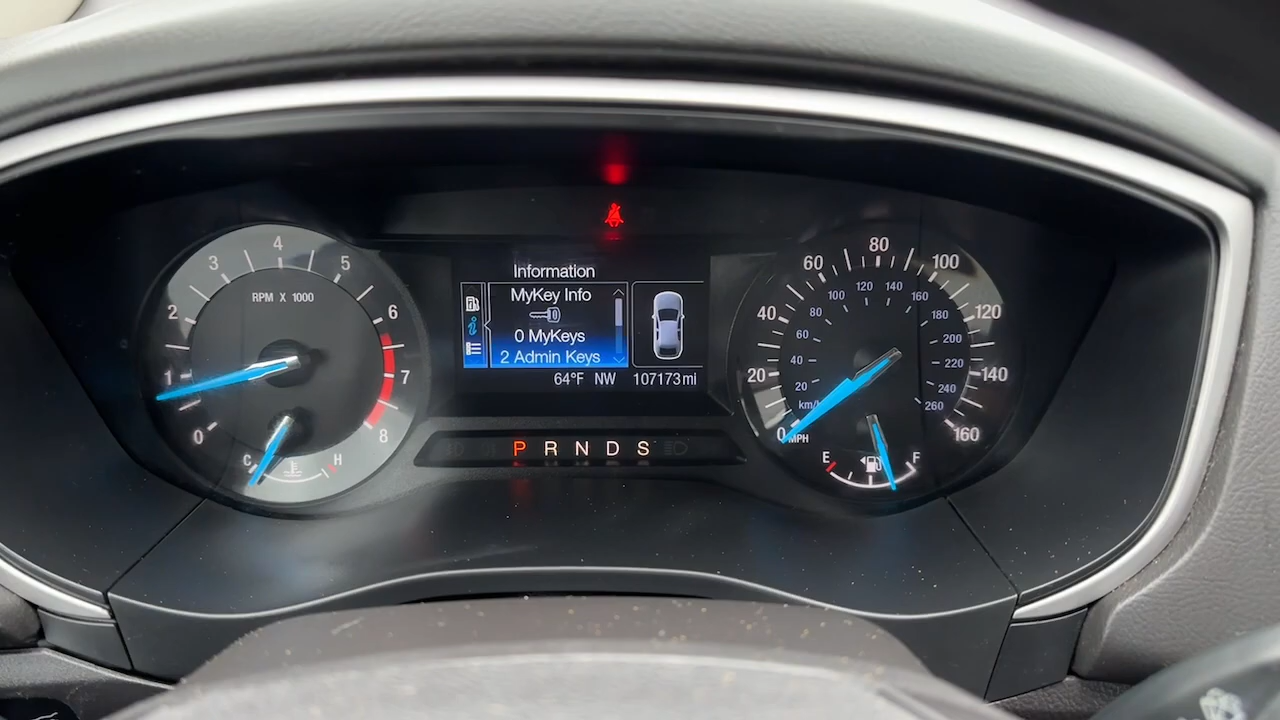 Information
MyKey Info
0 MyKeys
2 Admin Keys
64°F NW 107173mi
RPM X 1000
0
1
2
3
4
5
6
7
8
C H
P R N D S
0
20
40
60
80
100
120
140
160
MPH
km/h
20
40
60
80
100
120
140
160
180
200
220
240
260
E F